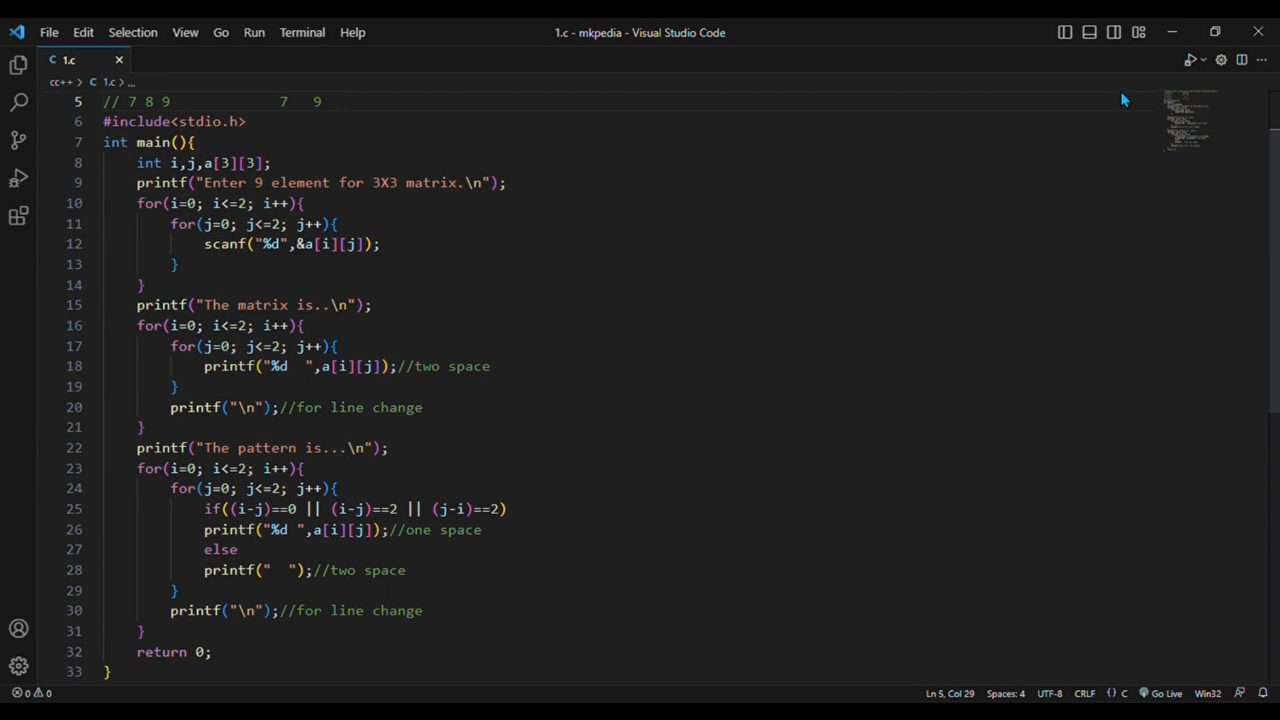 File Edit Selection View Go Run Terminal Help 1.c - mkpedia - Visual Studio Code
C 1.c ×
cc++ > C 1.c > ...
5 // 7 8 9             7   9
6 #include<stdio.h>
7 int main(){
8     int i,j,a[3][3];
9     printf("Enter 9 element for 3X3 matrix.\n");
10     for(i=0; i<=2; i++){
11         for(j=0; j<=2; j++){
12             scanf("%d",&a[i][j]);
13         }
14     }
15     printf("The matrix is..\n");
16     for(i=0; i<=2; i++){
17         for(j=0; j<=2; j++){
18             printf("%d  ",a[i][j]);//two space
19         }
20         printf("\n");//for line change
21     }
22     printf("The pattern is...\n");
23     for(i=0; i<=2; i++){
24         for(j=0; j<=2; j++){
25             if((i-j)==0 || (i-j)==2 || (j-i)==2)
26             printf("%d ",a[i][j]);//one space
27             else
28             printf("  ");//two space
29         }
30         printf("\n");//for line change
31     }
32     return 0;
33 }
0 0 Ln 5, Col 29 Spaces: 4 UTF-8 CRLF {} C Go Live Win32